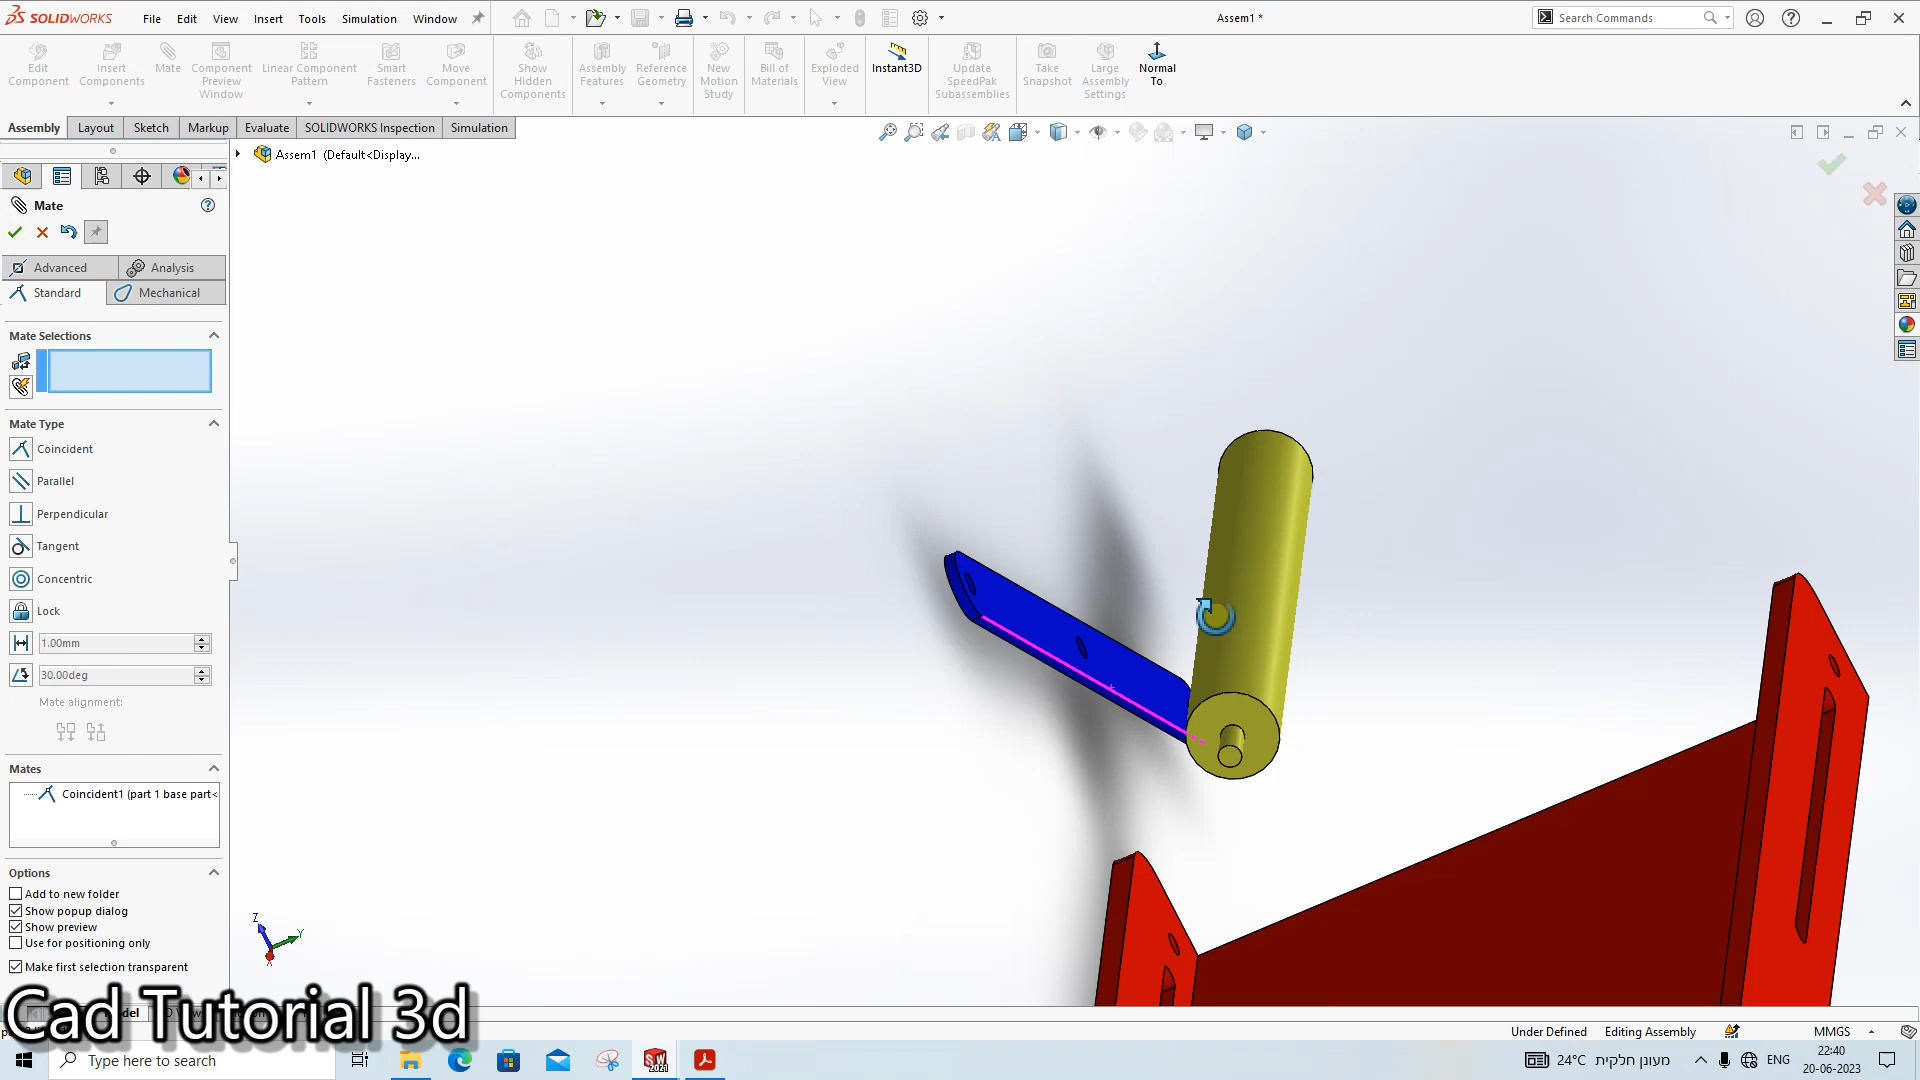 SOLIDWORKS File Edit View Insert Tools Simulation Window Assem1 * Search Commands
Edit Component Insert Components Mate Component Preview Window Linear Component Pattern Smart Fasteners Move Component Show Hidden Components Assembly Features Reference Geometry New Motion Study Bill of Materials Exploded View Instant3D Update SpeedPak Subassemblies Take Snapshot Large Assembly Settings Normal To
Assembly Layout Sketch Markup Evaluate SOLIDWORKS Inspection Simulation
Assem1 (Default<Display...
Mate
Advanced Analysis
Standard Mechanical
Mate Selections
Mate Type
Coincident
Parallel
Perpendicular
Tangent
Concentric
Lock
1.00mm
30.00deg
Mate alignment:
Mates
Coincident1 (part 1 base part<
Options
Add to new folder
Show popup dialog
Show preview
Use for positioning only
Make first selection transparent
Z Y X
Cad Tutorial 3d
Under Defined Editing Assembly MMGS
Type here to search
24°C מעונן חלקית ENG 22:40
20-06-2023